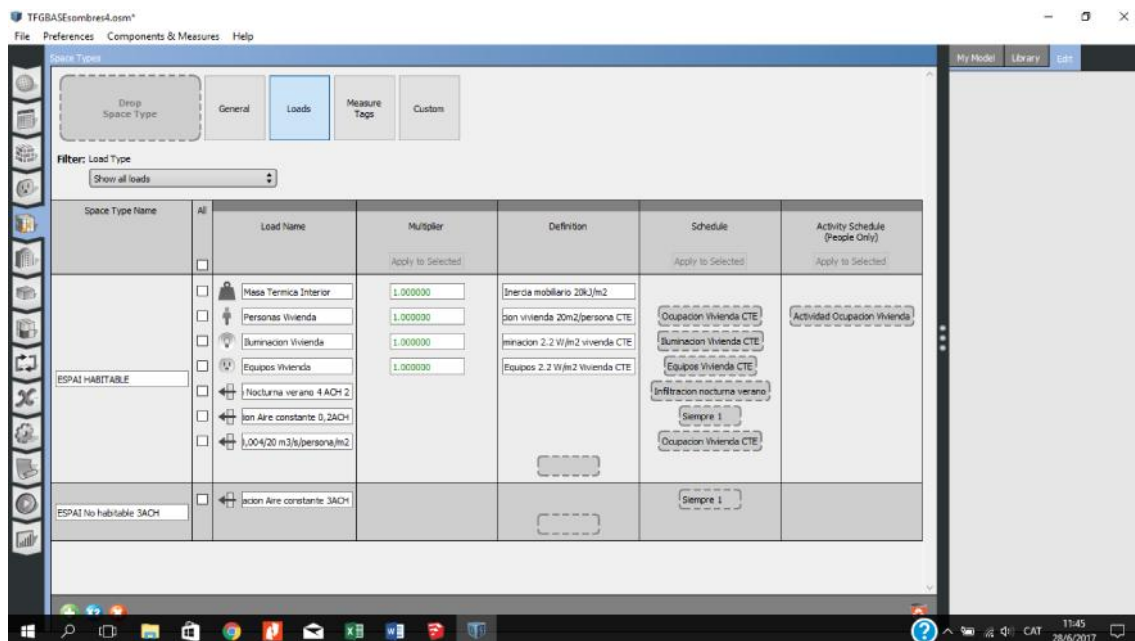 TFGBASEsombres4.osm*
File Preferences Components & Measures Help
Space Types
My Model Library Edit
Drop
Space Type
General Loads Measure
Tags Custom
Filter: Load Type
Show all loads
Space Type Name All Load Name Multiplier Definition Schedule Activity Schedule
(People Only)
Apply to Selected Apply to Selected Apply to Selected
Masa Termica Interior 1.000000 Inercia mobiliario 20kJ/m2
Personas Vivienda 1.000000 cion vivienda 20m2/persona CTE Ocupacion Vivienda CTE Actividad Ocupacion Vivienda
Iluminacion Vivienda 1.000000 minacion 2.2 W/m2 vivenda CTE Iluminacion Vivienda CTE
Equipos Vivienda 1.000000 Equipos 2.2 W/m2 Vivienda CTE Equipos Vivienda CTE
ESPAI HABITABLE
Nocturna verano 4 ACH 2 Infiltracion nocturna verano
ion Aire constante 0,2ACH Siempre 1
,004/20 m3/s/persona/m2 Ocupacion Vivienda CTE
ESPAI No habitable 3ACH acion Aire constante 3ACH Siempre 1
CAT 11:45
28/6/2017